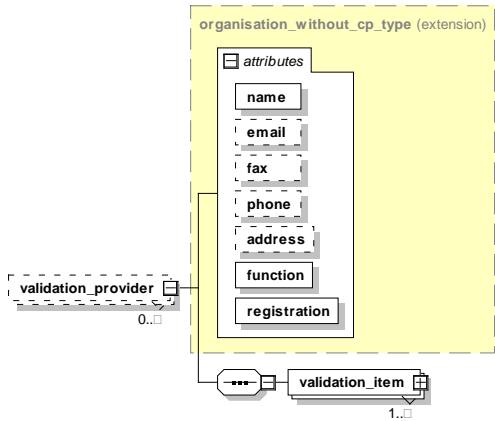 organisation_without_cp_type (extension)
attributes
name
email
fax
phone
address
function
registration
validation_provider
0..□
validation_item
1..□